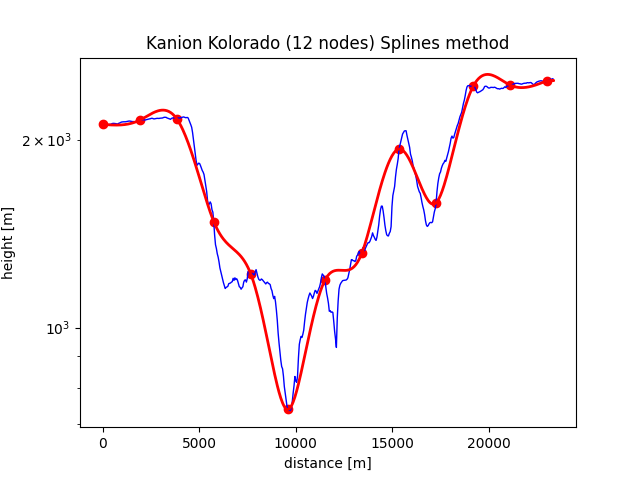 Kanion Kolorado (12 nodes) Splines method
height [m]
2 × 10³
10³
0 5000 10000 15000 20000
distance [m]